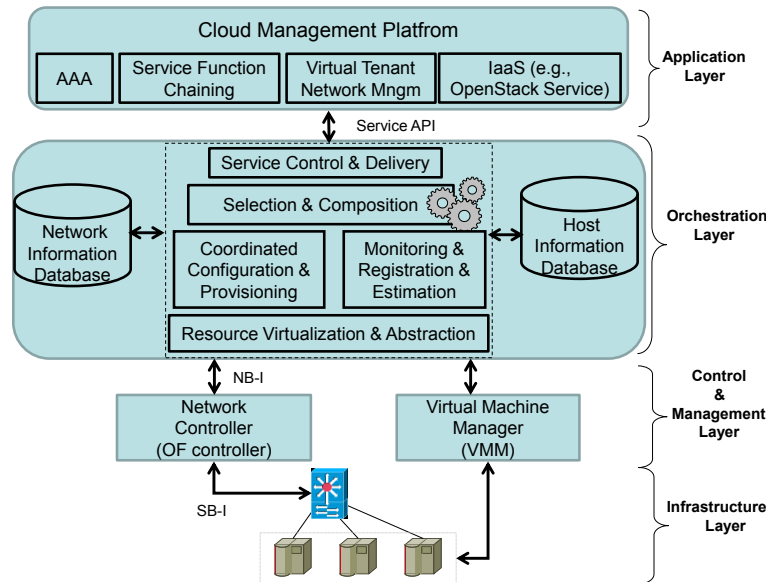 Cloud Management Platfrom
AAA
Service Function
Chaining
Virtual Tenant
Network Mngm
IaaS (e.g.,
OpenStack Service)
Application
Layer
Service API
Service Control & Delivery
Selection & Composition
Network
Information
Database
Coordinated
Configuration &
Provisioning
Monitoring &
Registration &
Estimation
Host
Information
Database
Resource Virtualization & Abstraction
Orchestration
Layer
NB-I
Network
Controller
(OF controller)
Virtual Machine
Manager
(VMM)
Control
&
Management
Layer
SB-I
Infrastructure
Layer